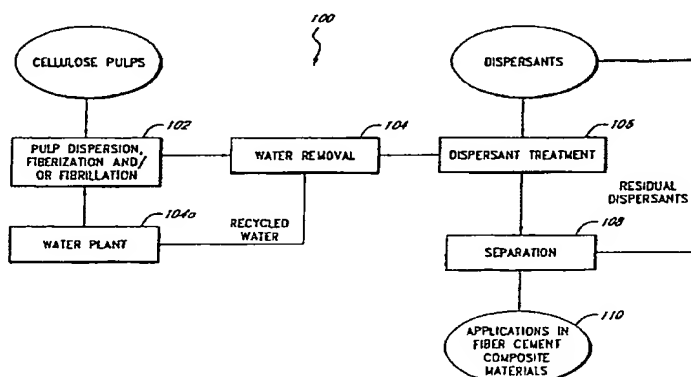 100
CELLULOSE PULPS
DISPERSANTS
102
PULP DISPERSION,
FIBERIZATION AND/
OR FIBRILLATION
104
WATER REMOVAL
106
DISPERSANT TREATMENT
104a
WATER PLANT
RECYCLED
WATER
RESIDUAL
DISPERSANTS
108
SEPARATION
110
APPLICATIONS IN
FIBER CEMENT
COMPOSITE
MATERIALS